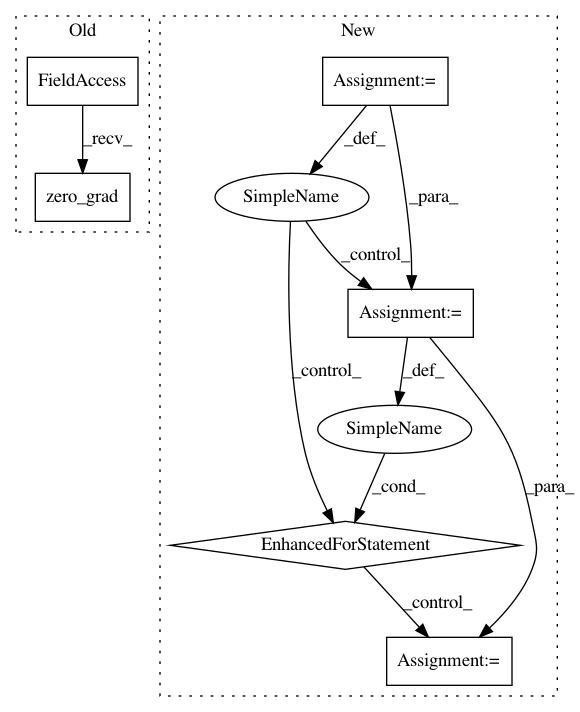 Old
New
FieldAccess
Assignment:=
_recv_
_def_
zero_grad
SimpleName
_para_
_control_
Assignment:=
_control_
_def_
SimpleName
_cond_
_para_
EnhancedForStatement
_control_
Assignment:=